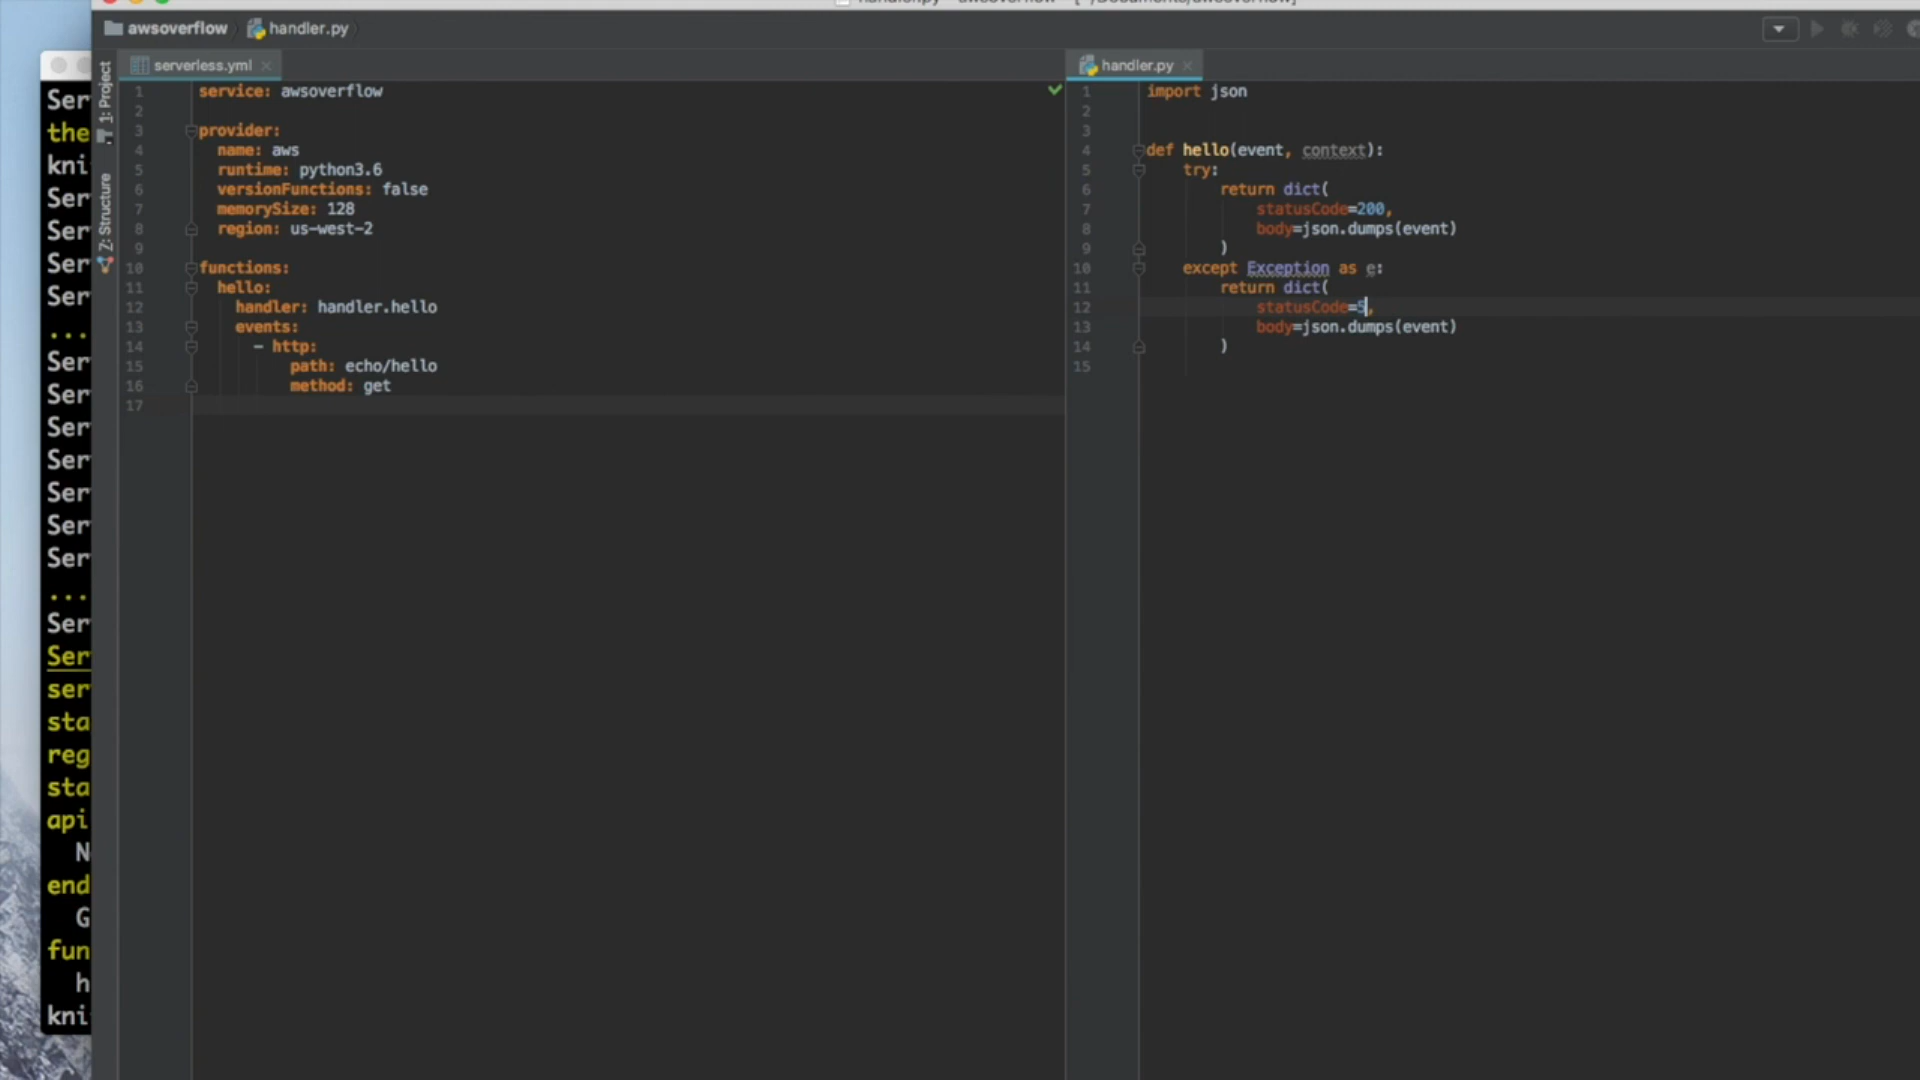 awsoverflow handler.py
serverless.yml
service: awsoverflow
provider:
name: aws
runtime: python3.6
versionFunctions: false
memorySize: 128
region: us-west-2
functions:
hello:
handler: handler.hello
events:
- http:
path: echo/hello
method: get
1
2
3
4
5
6
7
8
9
10
11
12
13
14
15
16
17
handler.py
import json
def hello(event, context):
try:
return dict(
statusCode=200,
body=json.dumps(event)
)
except Exception as e:
return dict(
statusCode=5,
body=json.dumps(event)
)
1
2
3
4
5
6
7
8
9
10
11
12
13
14
15
1: Project
Z: Structure
Ser
the
kni
Ser
Ser
Ser
Ser
....
Ser
Ser
Ser
Ser
Ser
Ser
Ser
...
Ser
Ser
ser
sta
reg
sta
api
N
end
G
fun
h
kni